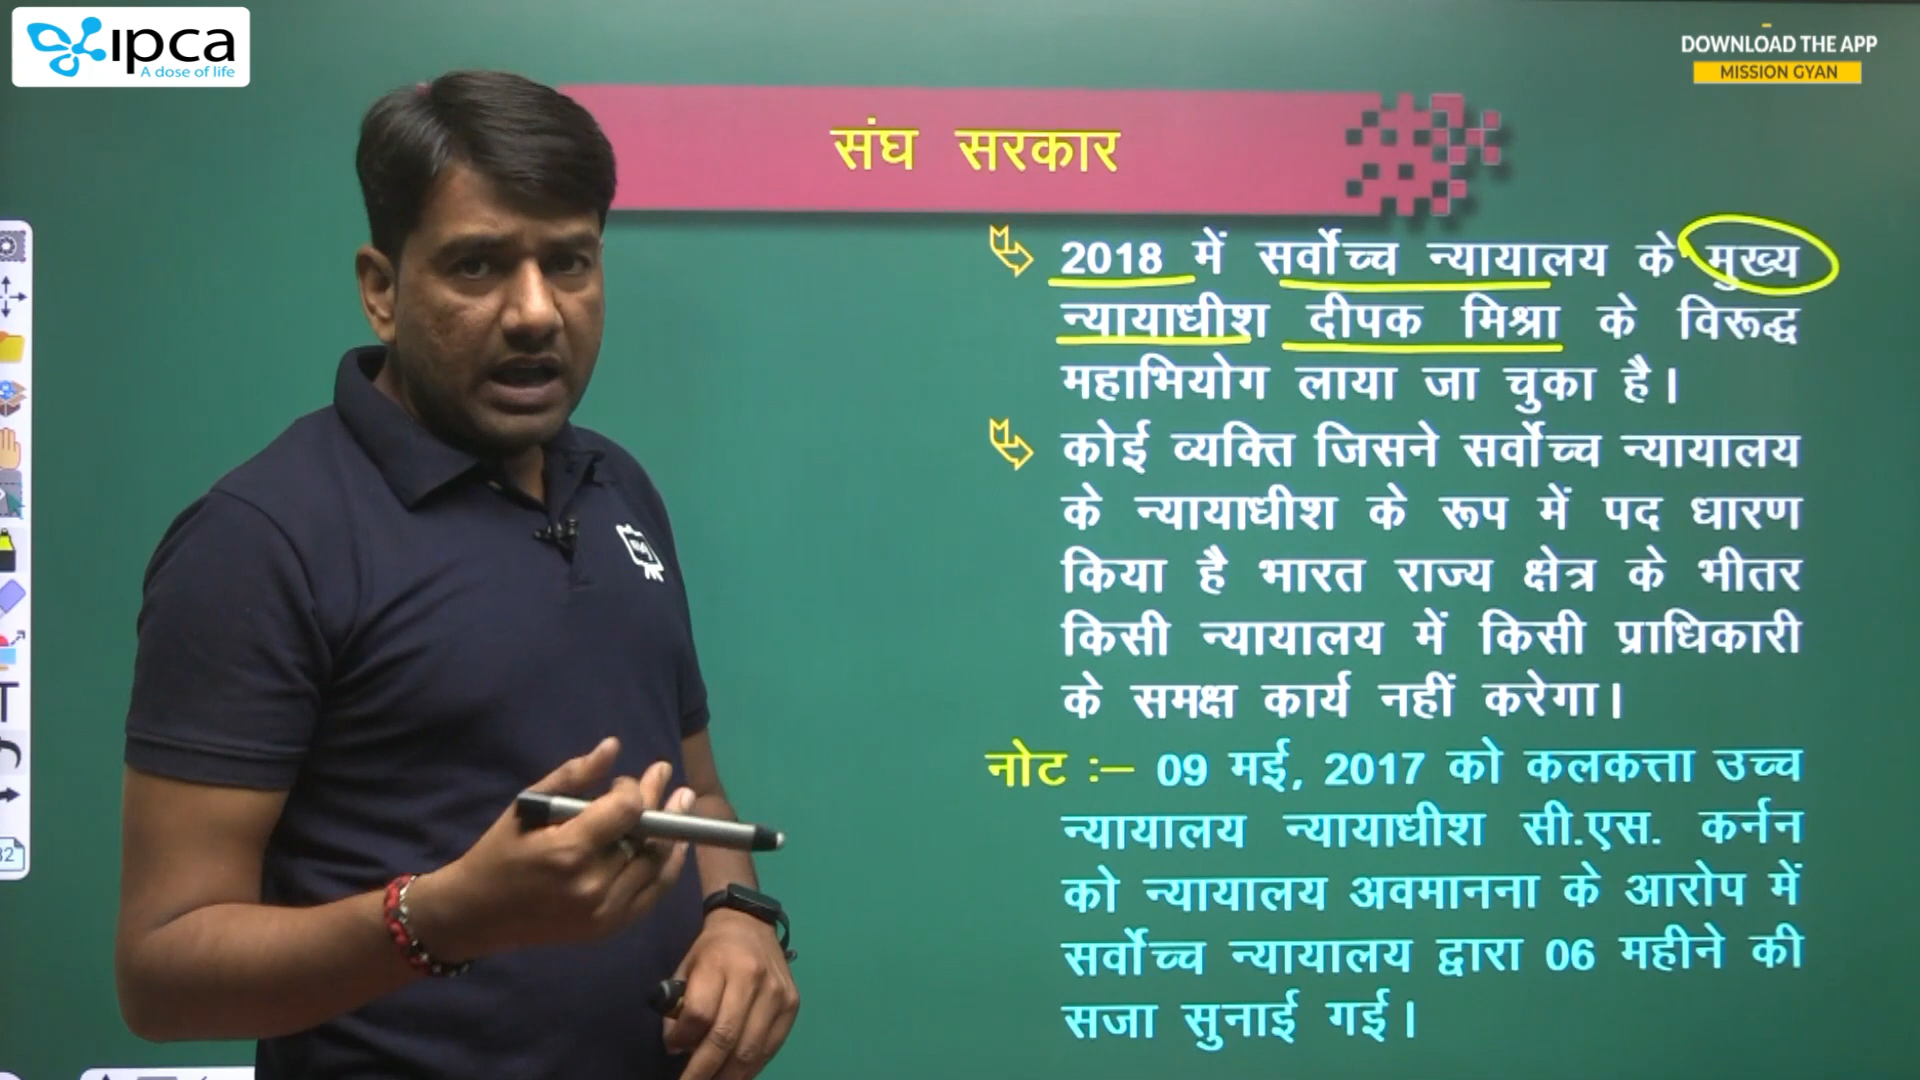 ipca
A dose of life
DOWNLOAD THE APP
MISSION GYAN
संघ सरकार
2018 में सर्वोच्च न्यायालय के मुख्य
न्यायाधीश दीपक मिश्रा के विरूद्ध
महाभियोग लाया जा चुका है।
कोई व्यक्ति जिसने सर्वोच्च न्यायालय
के न्यायाधीश के रूप में पद धारण
किया है भारत राज्य क्षेत्र के भीतर
किसी न्यायालय में किसी प्राधिकारी
के समक्ष कार्य नहीं करेगा।
नोट :– 09 मई, 2017 को कलकत्ता उच्च
न्यायालय न्यायाधीश सी.एस. कर्नन
को न्यायालय अवमानना के आरोप में
सर्वोच्च न्यायालय द्वारा 06 महीने की
सजा सुनाई गई।